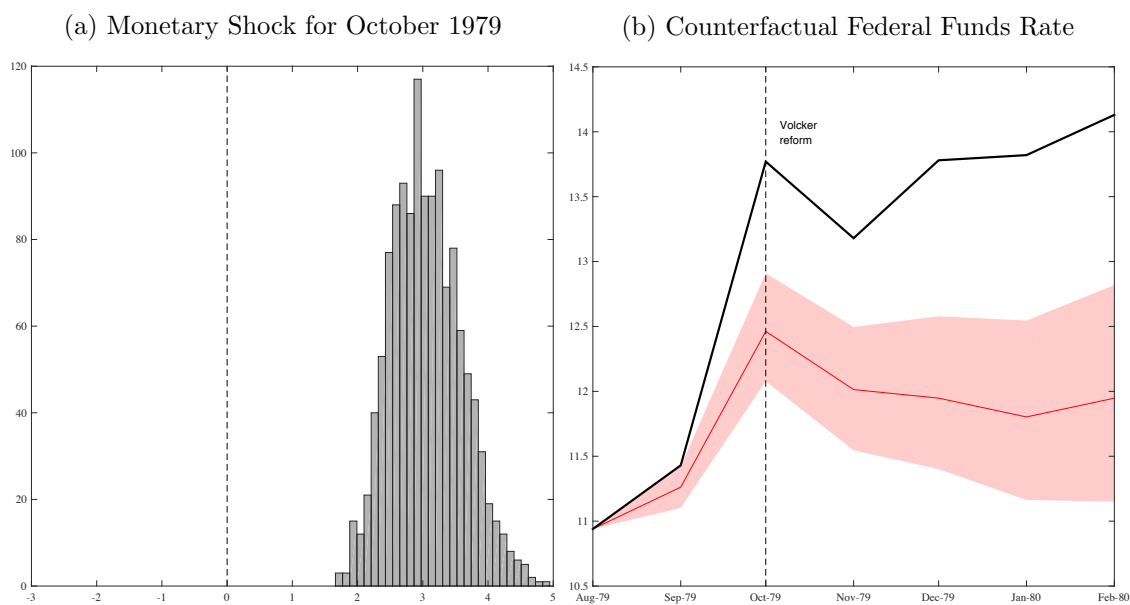 (a) Monetary Shock for October 1979
120
100
80
60
40
20
0
-3 -2 -1 0 1 2 3 4 5
(b) Counterfactual Federal Funds Rate
14.5
14
13.5
13
12.5
12
11.5
11
10.5
Volcker
reform
Aug-79 Sep-79 Oct-79 Nov-79 Dec-79 Jan-80 Feb-80